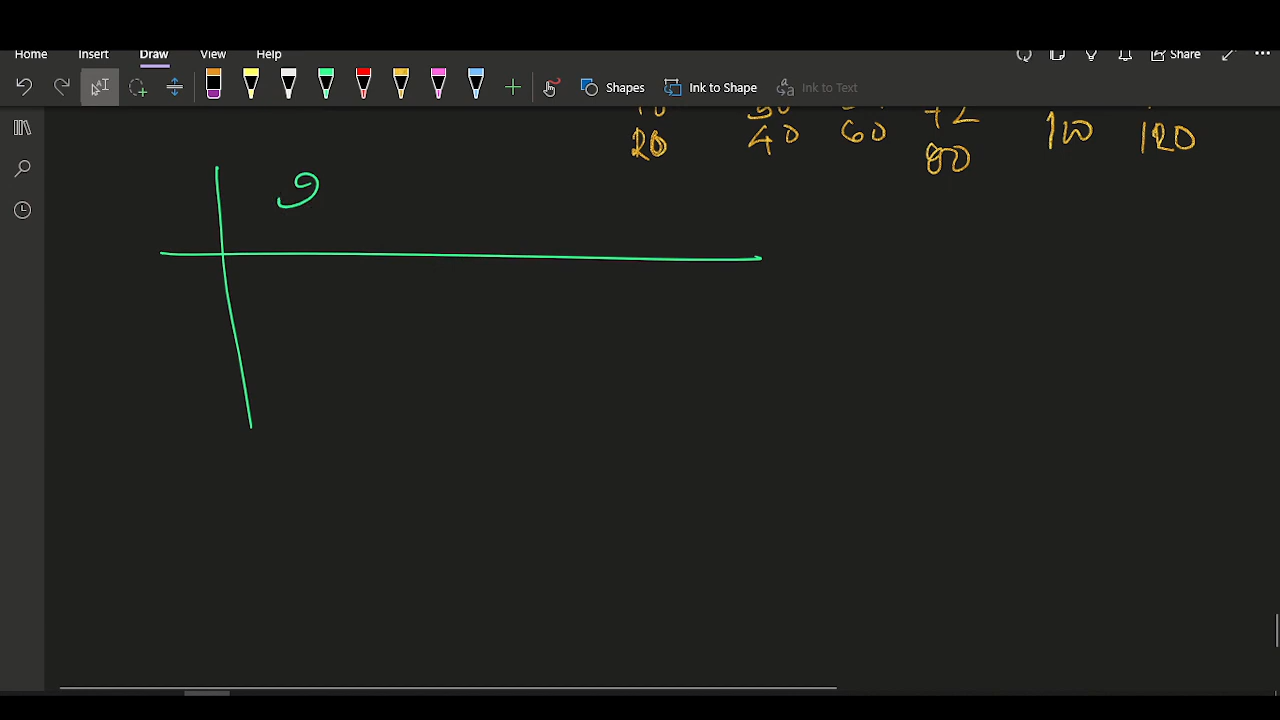 Home Insert Draw View Help Share
Shapes Ink to Shape Ink to Text
20 40 60 80 100 120
9